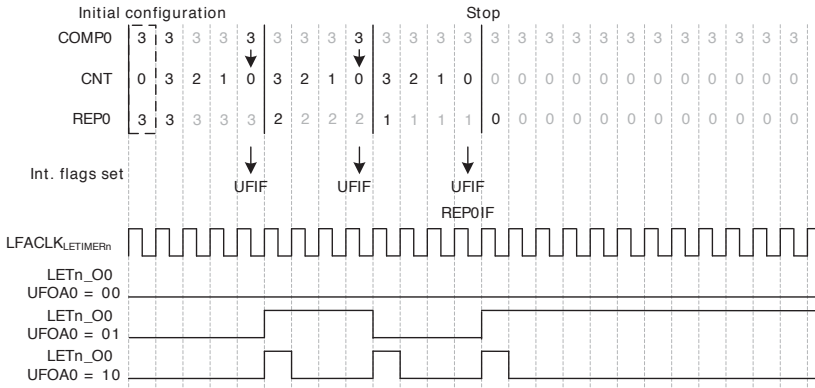 Initial configuration Stop
COMP0 3 3 3 3 3 3 3 3 3 3 3 3 3 3 3 3 3 3 3 3 3 3 3 3 3
CNT 0 3 2 1 0 3 2 1 0 3 2 1 0 0 0 0 0 0 0 0 0 0 0 0 0
REP0 3 3 3 3 3 2 2 2 2 1 1 1 1 0 0 0 0 0 0 0 0 0 0 0 0
Int. flags set
UFIF UFIF UFIF
REP0IF
LFACLKLETIMERn
LETn_O0
UFOA0 = 00
LETn_O0
UFOA0 = 01
LETn_O0
UFOA0 = 10